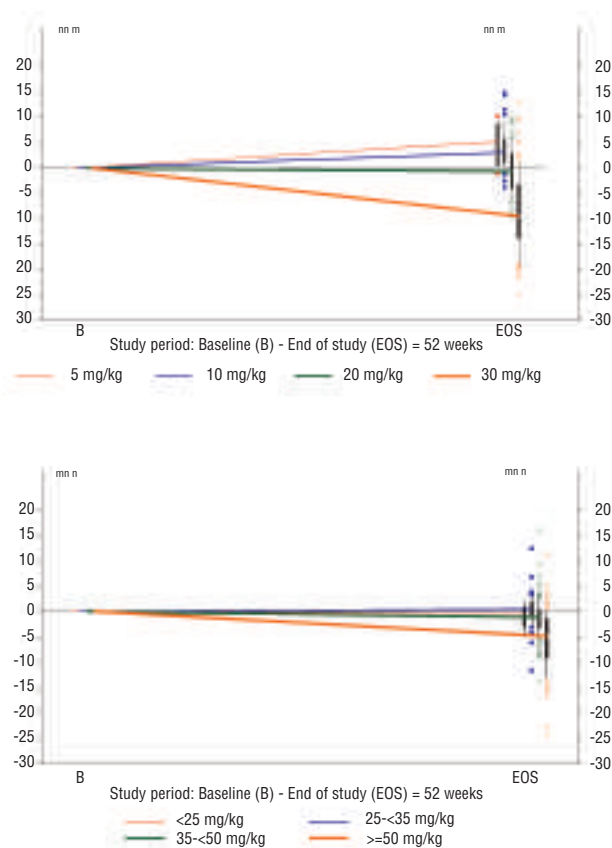 nn m nn m
20 20
15 15
10 10
5 5
0 0
5 -5
10 -10
15 -15
20 -20
25 -25
30 -30
B EOS
Study period: Baseline (B) - End of study (EOS) = 52 weeks
5 mg/kg 10 mg/kg 20 mg/kg 30 mg/kg
mn n mn n
20 20
15 15
10 10
5 5
0 0
-5 -5
-10 -10
-15 -15
-20 -20
-25 -25
-30 -30
B EOS
Study period: Baseline (B) - End of study (EOS) = 52 weeks
<25 mg/kg 25-<35 mg/kg
35-<50 mg/kg >=50 mg/kg